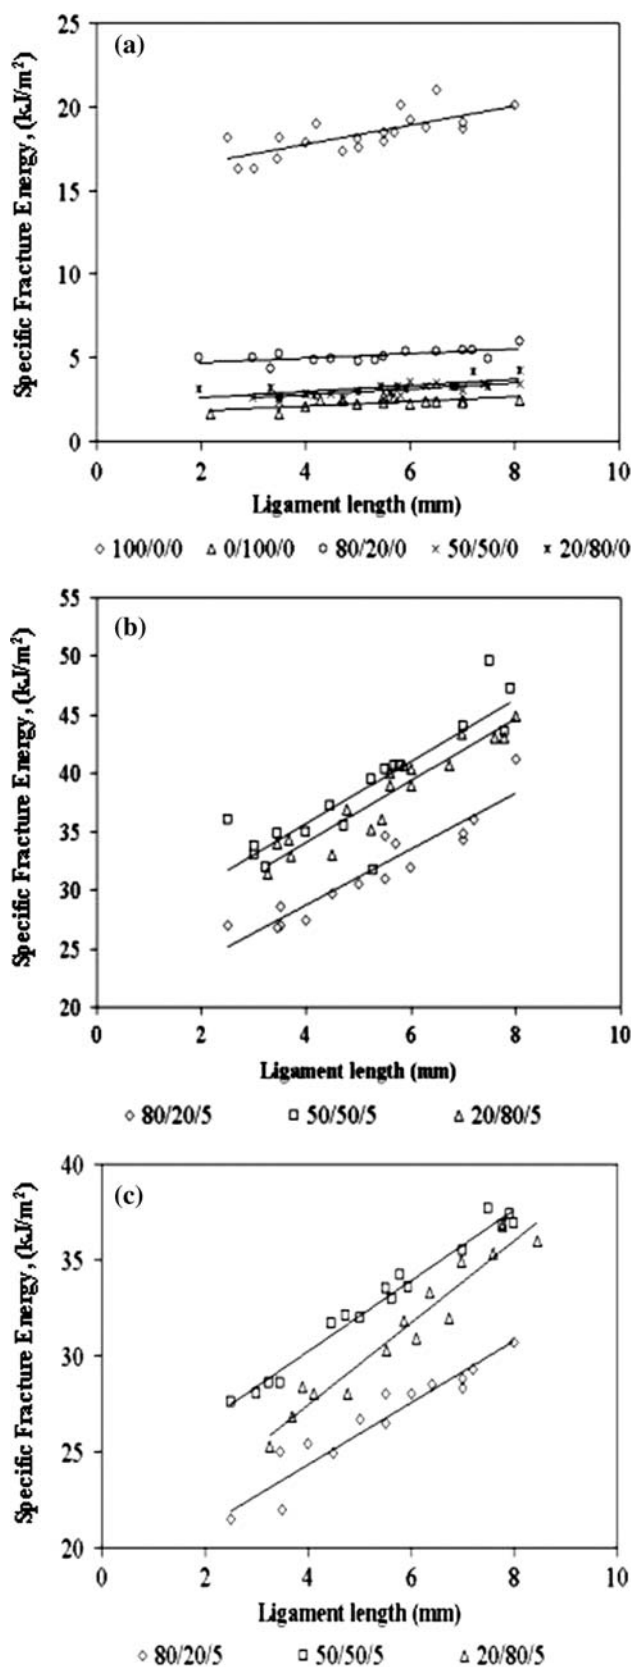 (a)
Specific Fracture Energy, (kJ/m²)
25
20
15
10
5
0
0 2 4 6 8 10
Ligament length (mm)
100/0/0 0/100/0 80/20/0 50/50/0 20/80/0
(b)
Specific Fracture Energy, (kJ/m²)
55
50
45
40
35
30
25
20
0 2 4 6 8 10
Ligament length (mm)
80/20/5 50/50/5 20/80/5
(c)
Specific Fracture Energy, (kJ/m²)
40
35
30
25
20
0 2 4 6 8 10
Ligament length (mm)
80/20/5 50/50/5 20/80/5